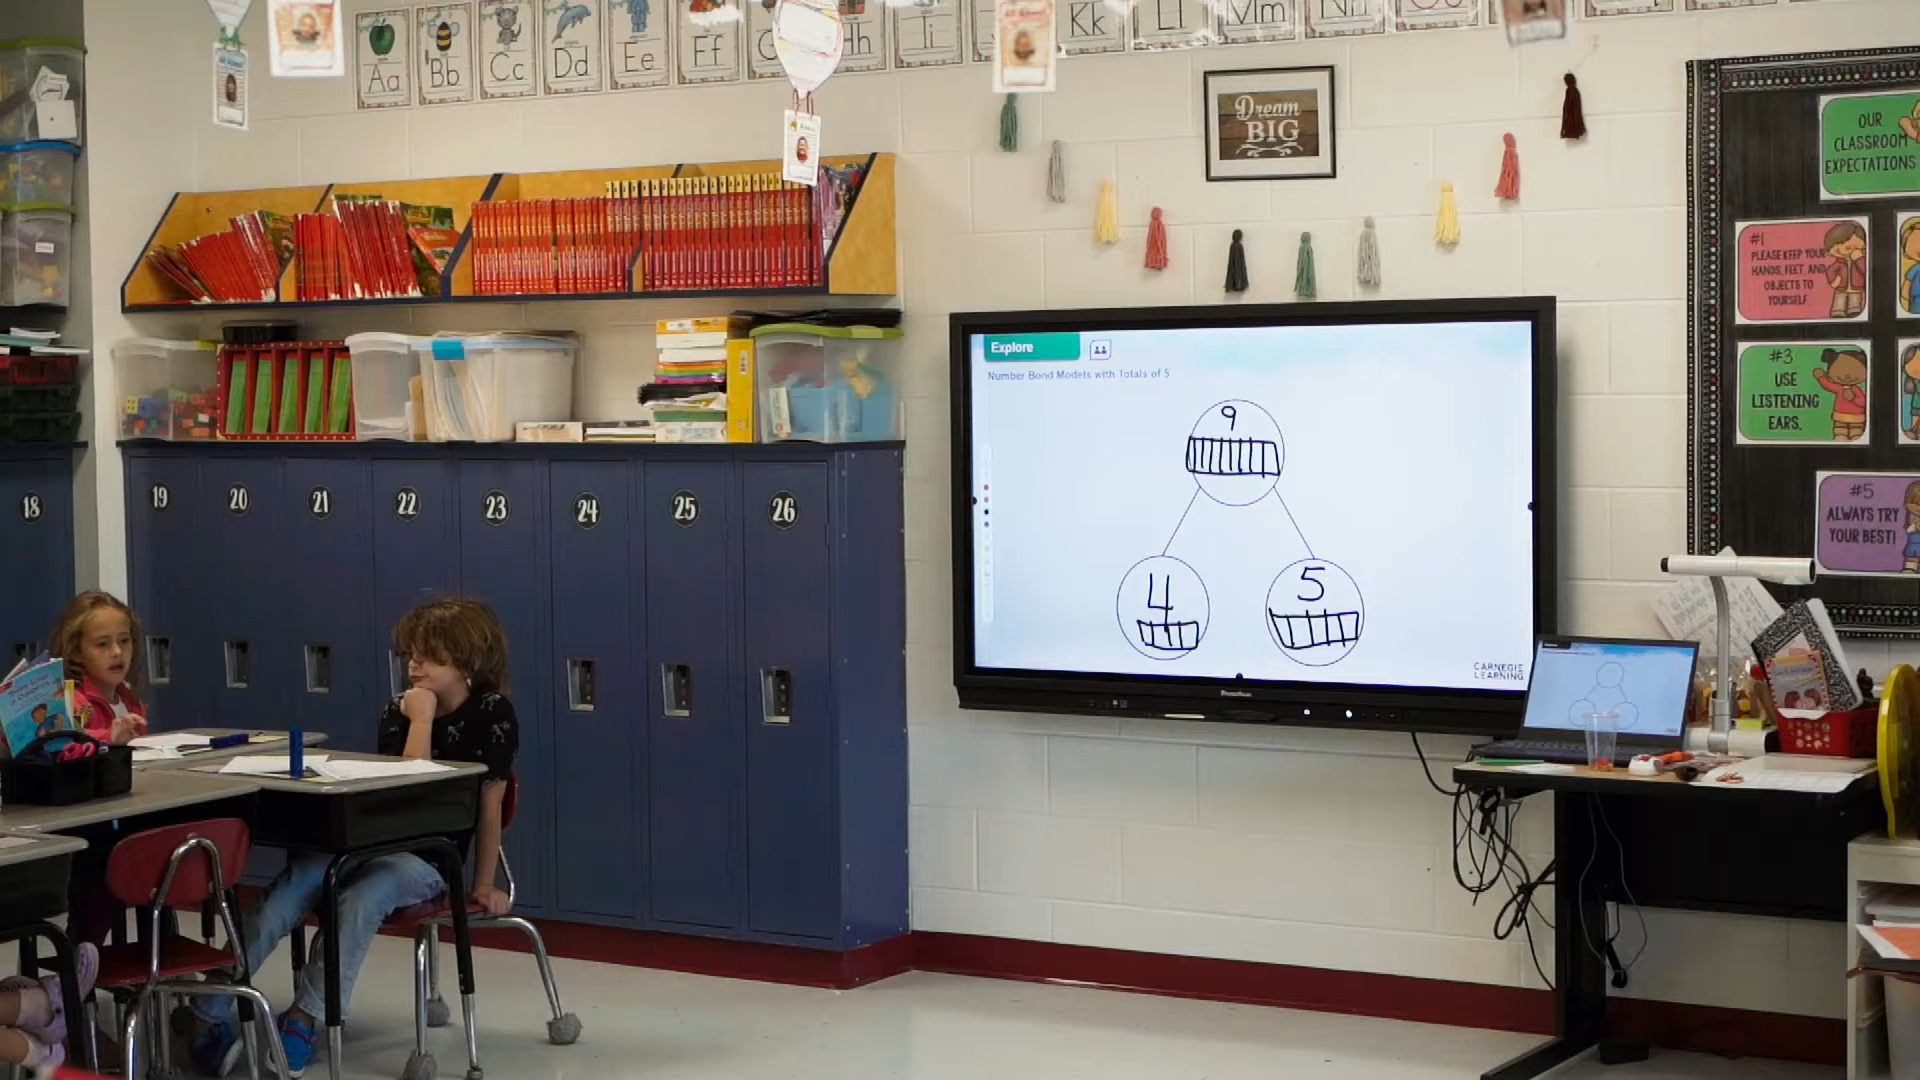 Aa
Bb
Cc
Dd
Ee
Ff
Ii
Kk
Ll
Mm
Dream
BIG
OUR
CLASSROOM
EXPECTATIONS
#1
PLEASE KEEP YOUR
HANDS, FEET, AND
OBJECTS TO
YOURSELF.
#3
USE
LISTENING
EARS.
#5
ALWAYS TRY
YOUR BEST!
Explore
Number Bond Models with Totals of 5
9
4
5
CARNEGIE
LEARNING
18
19
20
21
22
23
24
25
26